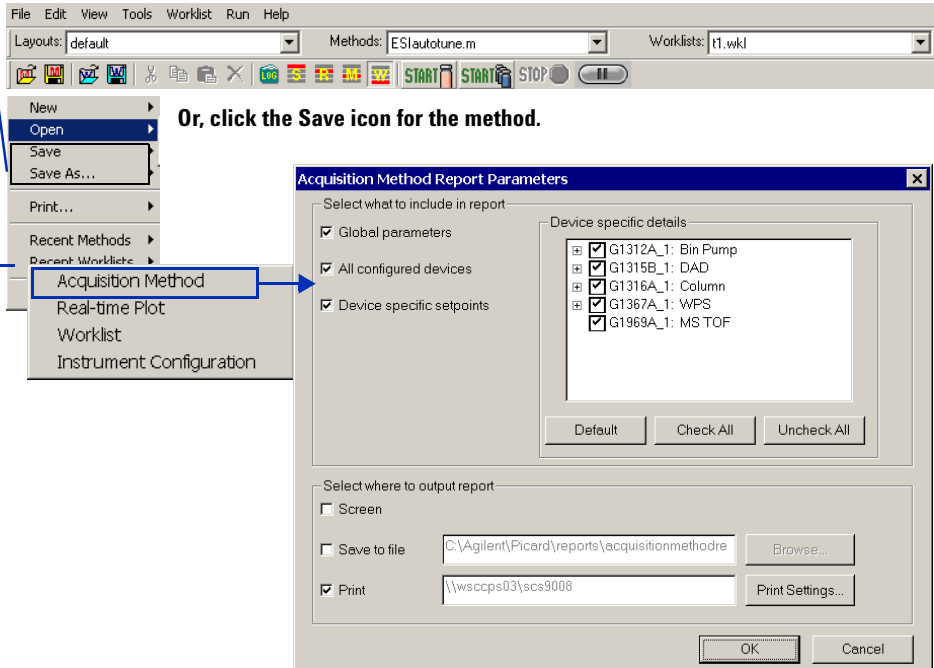 File Edit View Tools Worklist Run Help
Layouts: default Methods: ESIautotune.m Worklists: t1.wkl
START START STOP
New
Open
Save
Save As...
Print...
Recent Methods
Recent Worklists
Or, click the Save icon for the method.
Acquisition Method
Real-time Plot
Worklist
Instrument Configuration
Acquisition Method Report Parameters
Select what to include in report
Global parameters
All configured devices
Device specific setpoints
Device specific details
G1312A_1: Bin Pump
G1315B_1: DAD
G1316A_1: Column
G1367A_1: WPS
G1969A_1: MS TOF
Default Check All Uncheck All
Select where to output report
Screen
Save to file C:\Agilent\Picard\reports\acquisitionmethodre Browse...
Print \\wsccps03\scs9008 Print Settings...
OK Cancel